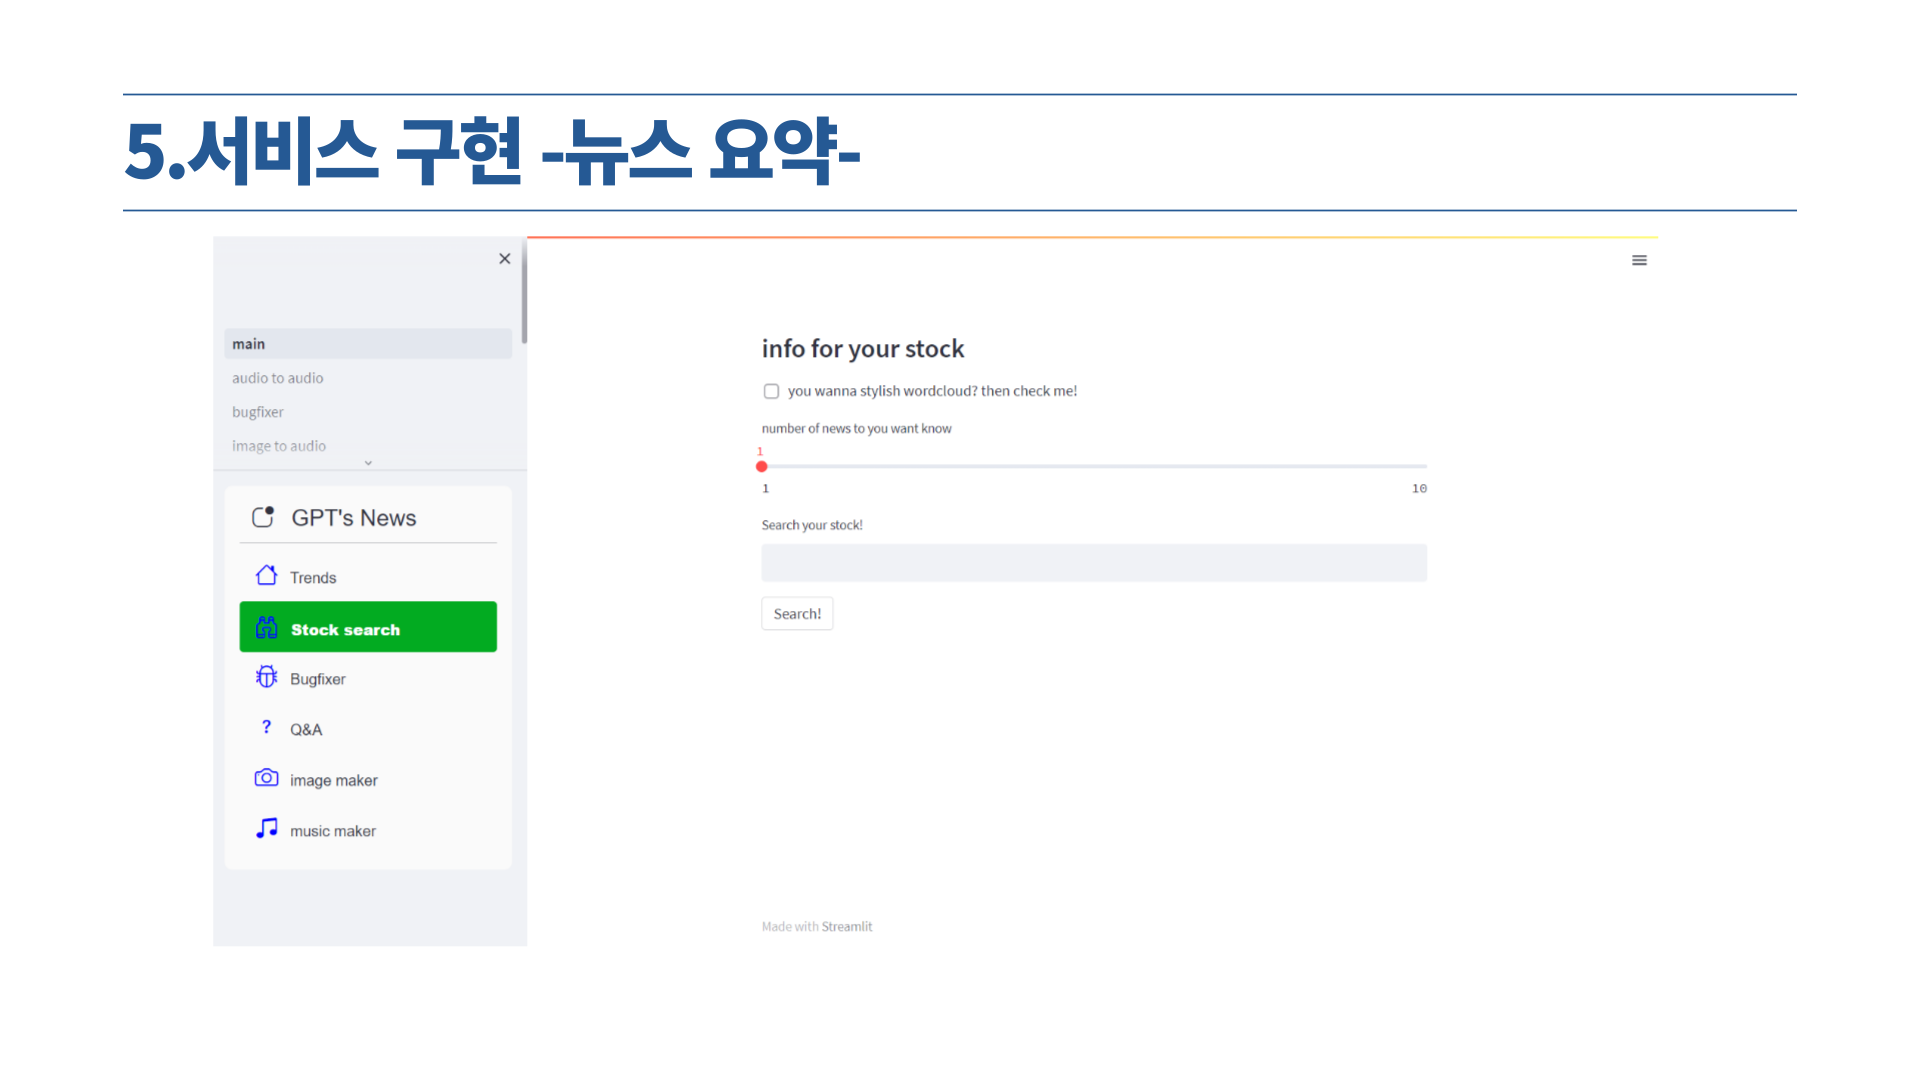 5.서비스 구현 -뉴스 요약-
main
audio to audio
bugfixer
image to audio
GPT's News
Trends
Stock search
Bugfixer
? Q&A
image maker
music maker
info for your stock
you wanna stylish wordcloud? then check me!
number of news to you want know
1
1 10
Search your stock!
Search!
Made with Streamlit